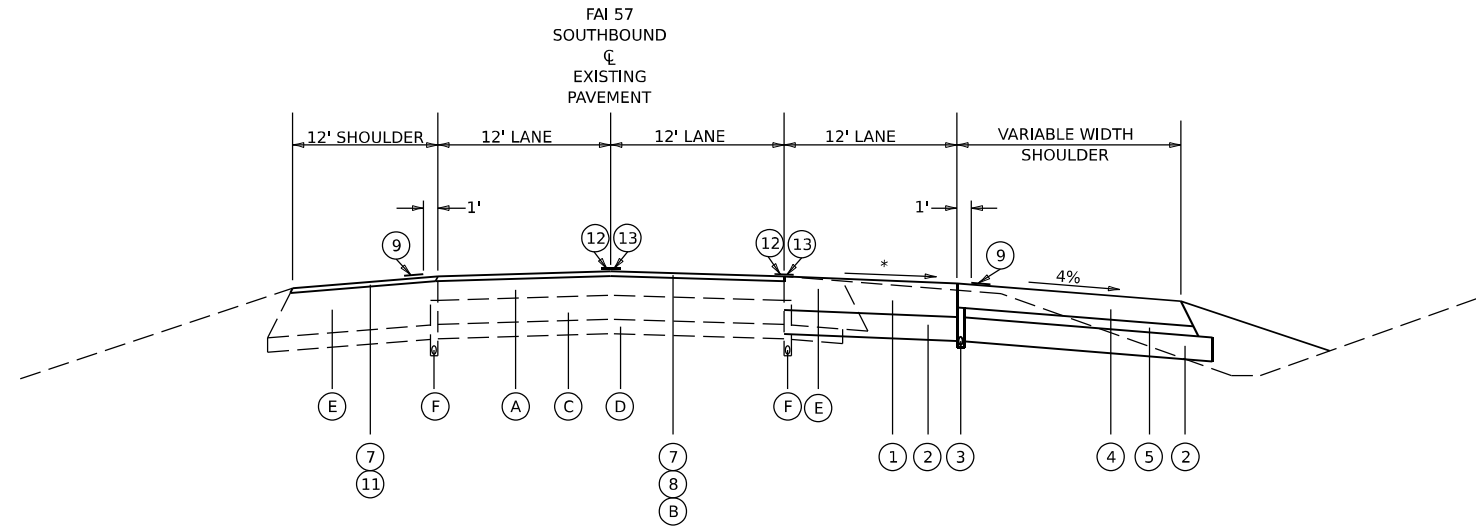 FAI 57
SOUTHBOUND
℄
EXISTING
PAVEMENT
12' SHOULDER
12' LANE
12' LANE
12' LANE
VARIABLE WIDTH
SHOULDER
1'
1'
9
12
13
12
13
*
9
4%
E
F
A
C
D
F
E
7
11
7
8
B
1
2
3
4
5
2